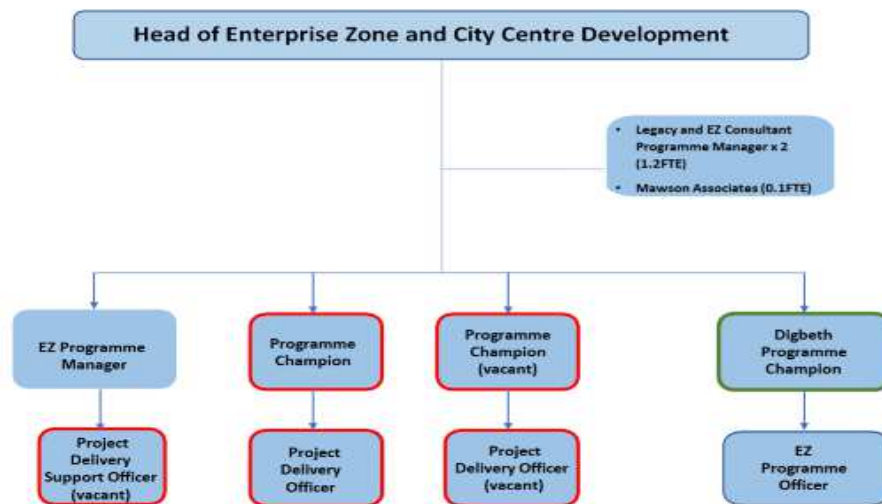 Head of Enterprise Zone and City Centre Development
• Legacy and EZ Consultant
Programme Manager x 2
(1.2FTE)
• Mawson Associates (0.1FTE)
EZ Programme
Manager
Programme
Champion
Programme
Champion
(vacant)
Digbeth
Programme
Champion
Project
Delivery
Support Officer
(vacant)
Project
Delivery
Officer
Project
Delivery Officer
(vacant)
EZ
Programme
Officer